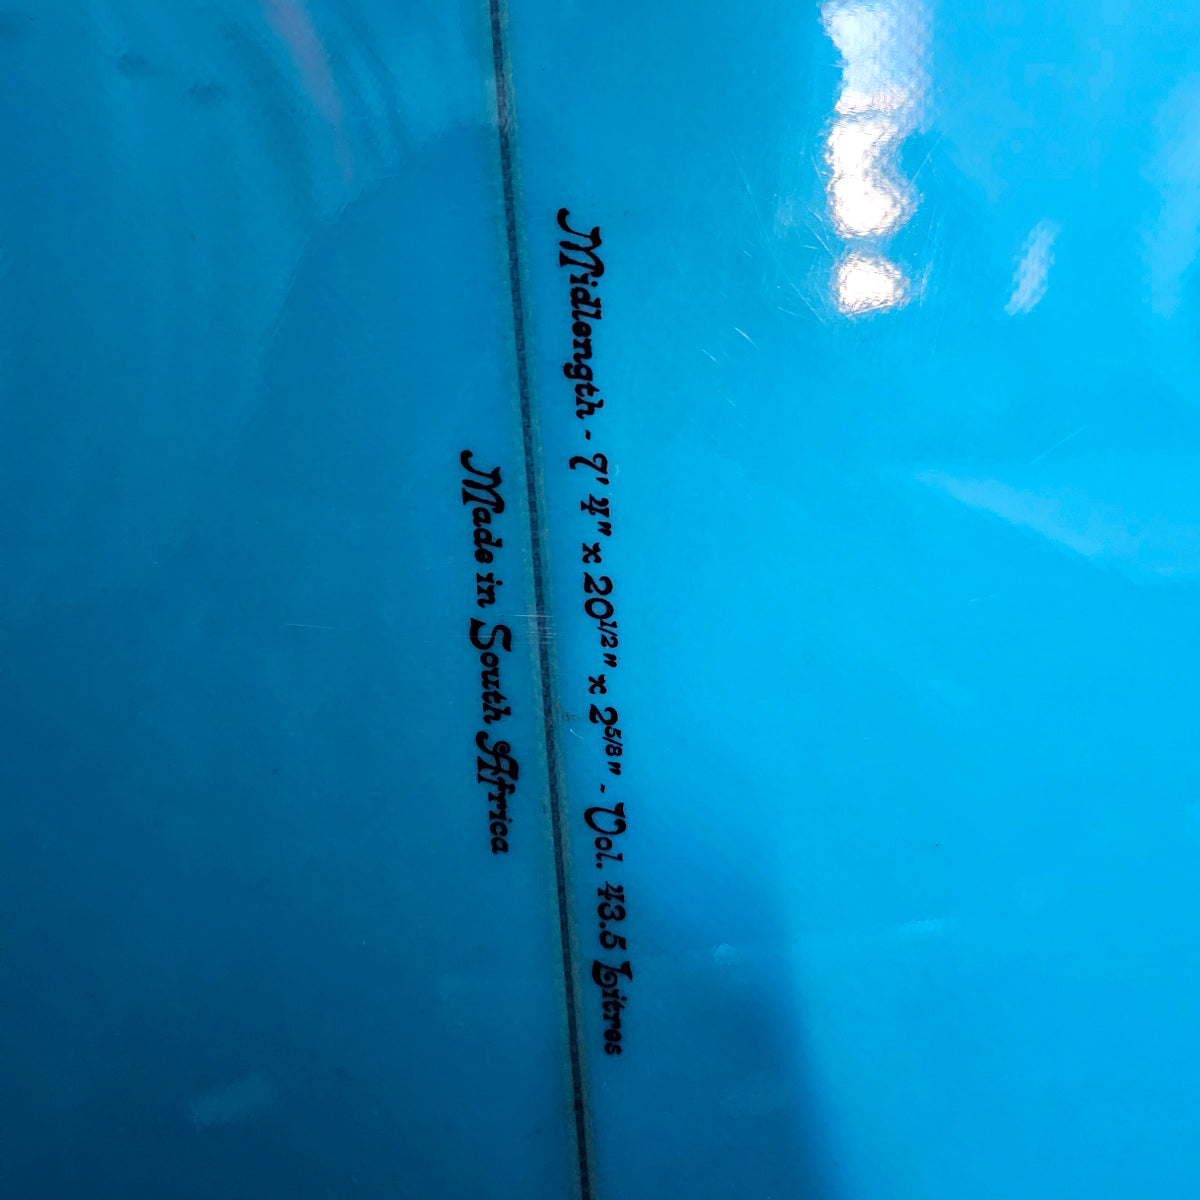 Midlength - 7' 4" x 20 1/2" x 2 5/8" - Vol. 43.5 Litres
Made in South Africa